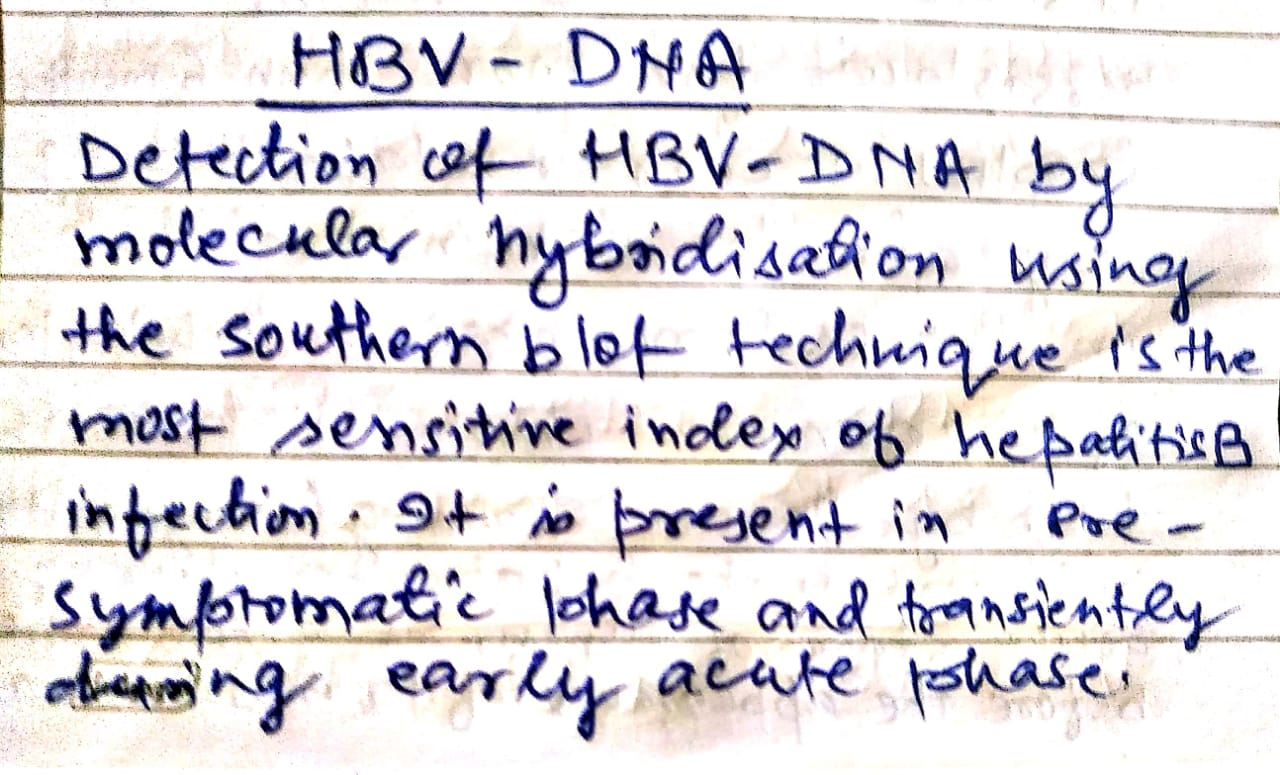 HBV - DNA
Detection of HBV-DNA by
molecular hybridisation using
the southern blot technique is the
most sensitive index of hepatitis B
infection. It is present in pre-
symptomatic phase and transiently
during early acute phase.